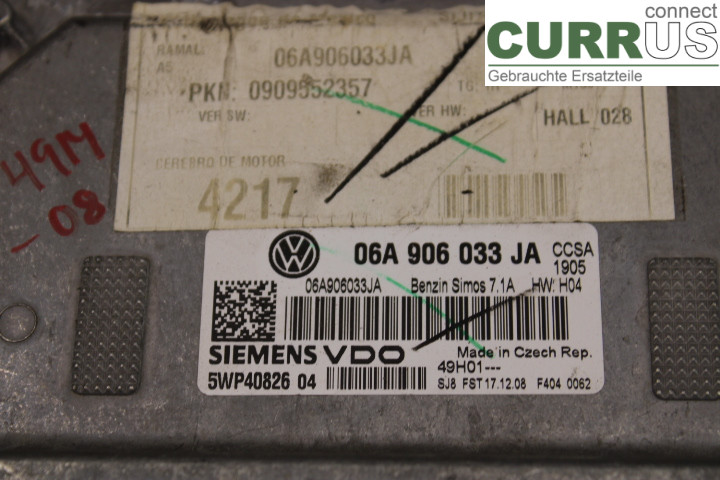 connect
CURRUS
Gebrauchte Ersatzteile
RAMAL:
06A906033JA
A5
PKN: 0909552357
VER SW:
VER HW:
HALL 028
CEREBRO DE MOTOR
4217
49M
-08
VW
06A 906 033 JA
CCSA
1905
06A906033JA
Benzin Simos 7.1A
HW: H04
SIEMENS VDO
Made in Czech Rep.
49H01---
5WP40826 04
SJ8 FST 17.12.08 F404 0062